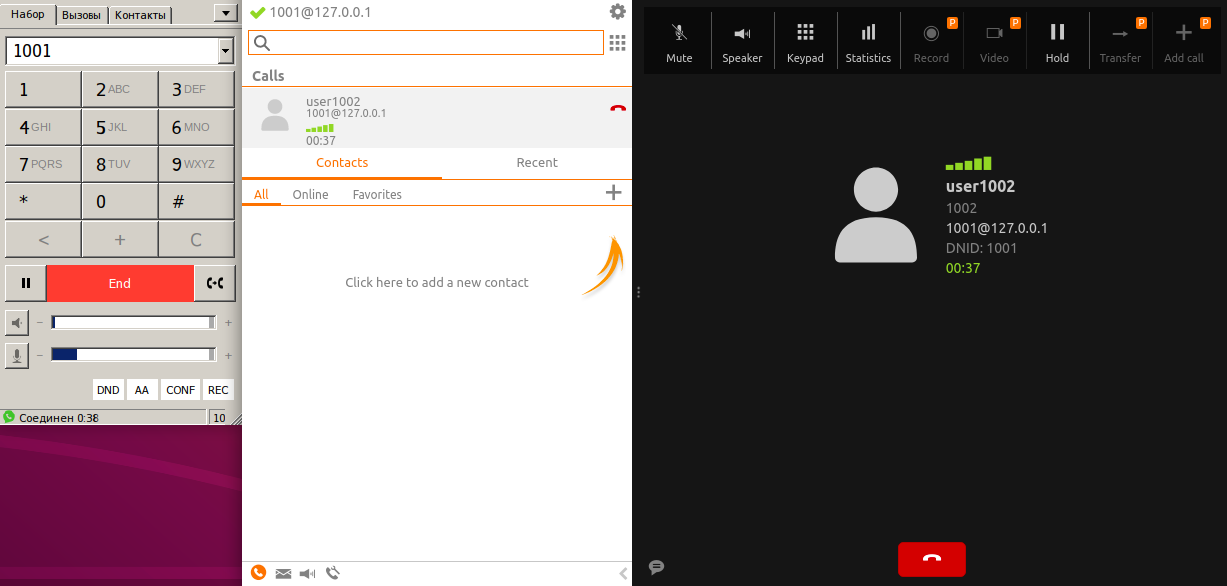 Набор Вызовы Контакты
1001
1 2 ABC 3 DEF
4 GHI 5 JKL 6 MNO
7 PQRS 8 TUV 9 WXYZ
* 0 #
< + C
End
- +
- +
DND AA CONF REC
Соединен 0:38 10
1001@127.0.0.1
Calls
user1002
1001@127.0.0.1
00:37
Contacts Recent
All Online Favorites
Click here to add a new contact
P P P P
Mute Speaker Keypad Statistics Record Video Hold Transfer Add call
user1002
1002
1001@127.0.0.1
DNID: 1001
00:37